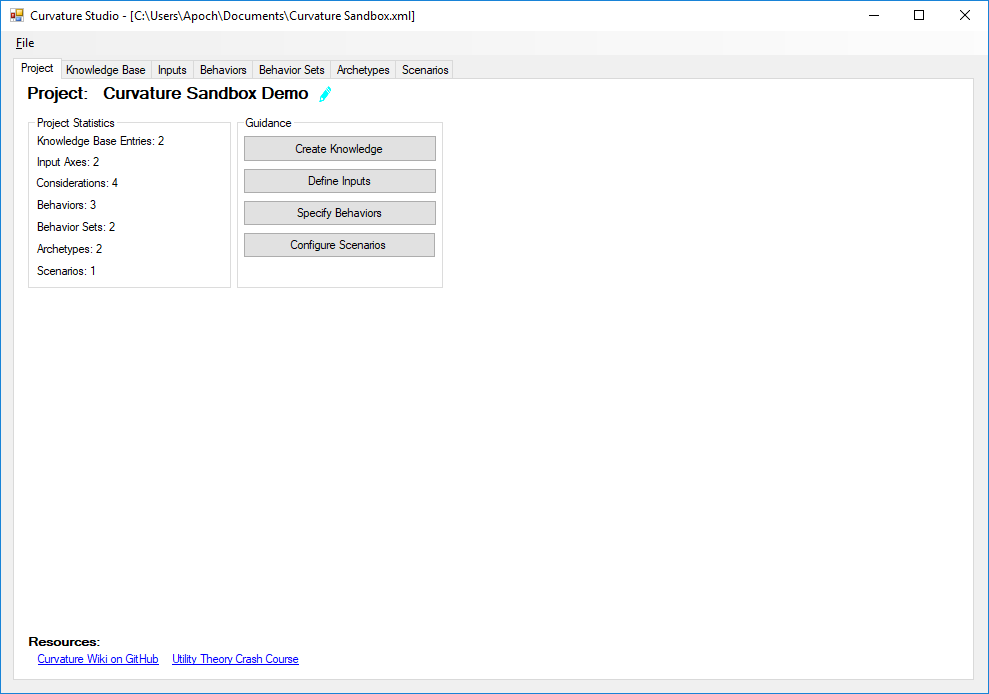 Curvature Studio - [C:\Users\Apoch\Documents\Curvature Sandbox.xml]
File
Project Knowledge Base Inputs Behaviors Behavior Sets Archetypes Scenarios
Project: Curvature Sandbox Demo
Project Statistics
Knowledge Base Entries: 2
Input Axes: 2
Considerations: 4
Behaviors: 3
Behavior Sets: 2
Archetypes: 2
Scenarios: 1
Guidance
Create Knowledge
Define Inputs
Specify Behaviors
Configure Scenarios
Resources:
Curvature Wiki on GitHub Utility Theory Crash Course